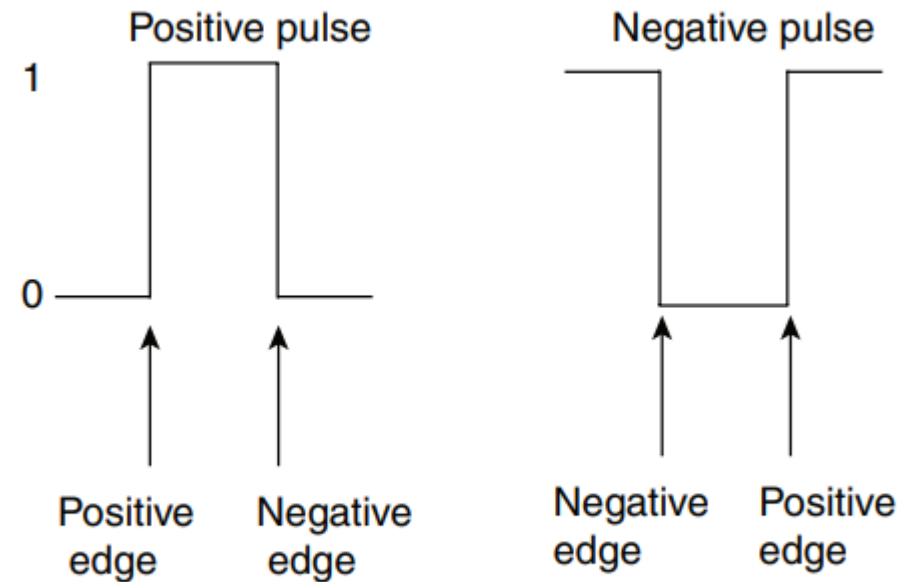 Positive pulse
Negative pulse
1
0
Positive
edge
Negative
edge
Negative
edge
Positive
edge